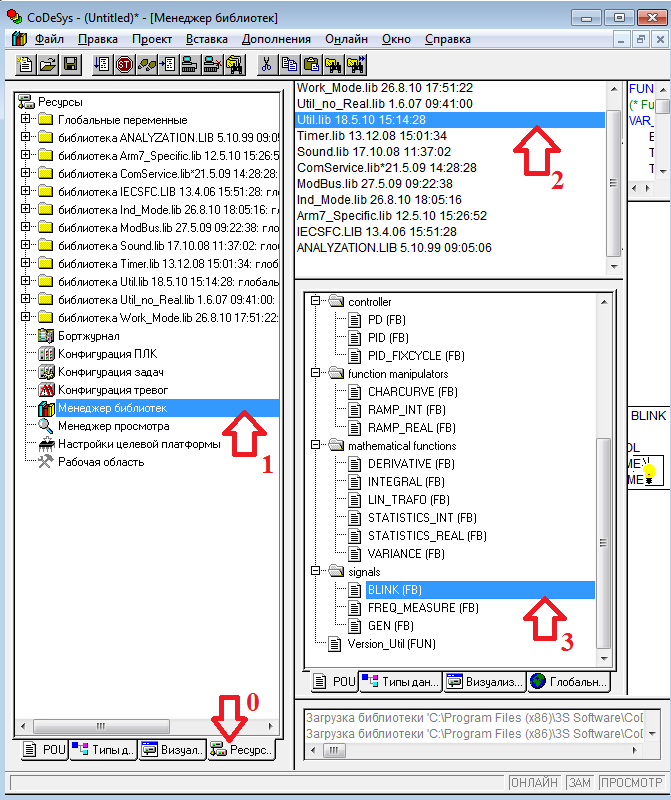 CoDeSys - (Untitled)* - [Менеджер библиотек]
Файл Правка Проект Вставка Дополнения Онлайн Окно Справка
Ресурсы
Глобальные переменные
библиотека ANALYZATION.LIB 5.10.99 09:05
библиотека Arm7_Specific.lib 12.5.10 15:26:5
библиотека ComService.lib*21.5.09 14:28:28:
библиотека IECSFC.LIB 13.4.06 15:51:28: гло
библиотека Ind_Mode.lib 26.8.10 18:05:16: гл
библиотека ModBus.lib 27.5.09 09:22:38: гло
библиотека Sound.lib 17.10.08 11:37:02: глоб
библиотека Timer.lib 13.12.08 15:01:34: глоб
библиотека Util.lib 18.5.10 15:14:28: глобаль
библиотека Util_no_Real.lib 1.6.07 09:41:00:
библиотека Work_Mode.lib 26.8.10 17:51:22:
Бортжурнал
Конфигурация ПЛК
Конфигурация задач
Конфигурация тревог
Менеджер библиотек
Менеджер просмотра
Настройки целевой платформы
Рабочая область
1
0
POU Типы д.. Визуал.. Ресурс..
Work_Mode.lib 26.8.10 17:51:22
Util_no_Real.lib 1.6.07 09:41:00
Util.lib 18.5.10 15:14:28
Timer.lib 13.12.08 15:01:34
Sound.lib 17.10.08 11:37:02
ComService.lib*21.5.09 14:28:28
ModBus.lib 27.5.09 09:22:38
Ind_Mode.lib 26.8.10 18:05:16
Arm7_Specific.lib 12.5.10 15:26:52
IECSFC.LIB 13.4.06 15:51:28
ANALYZATION.LIB 5.10.99 09:05:06
2
FUN
(* Fu
VAR_
controller
PD (FB)
PID (FB)
PID_FIXCYCLE (FB)
function manipulators
CHARCURVE (FB)
RAMP_INT (FB)
RAMP_REAL (FB)
mathematical functions
DERIVATIVE (FB)
INTEGRAL (FB)
LIN_TRAFO (FB)
STATISTICS_INT (FB)
STATISTICS_REAL (FB)
VARIANCE (FB)
signals
BLINK (FB)
FREQ_MEASURE (FB)
GEN (FB)
Version_Util (FUN)
3
BLINK
POU Типы дан... Визуализ... Глобальн...
Загрузка библиотеки 'C:\Program Files (x86)\3S Software\CoD
Загрузка библиотеки 'C:\Program Files (x86)\3S Software\CoD
ОНЛАЙН ЗАМ ПРОСМОТР